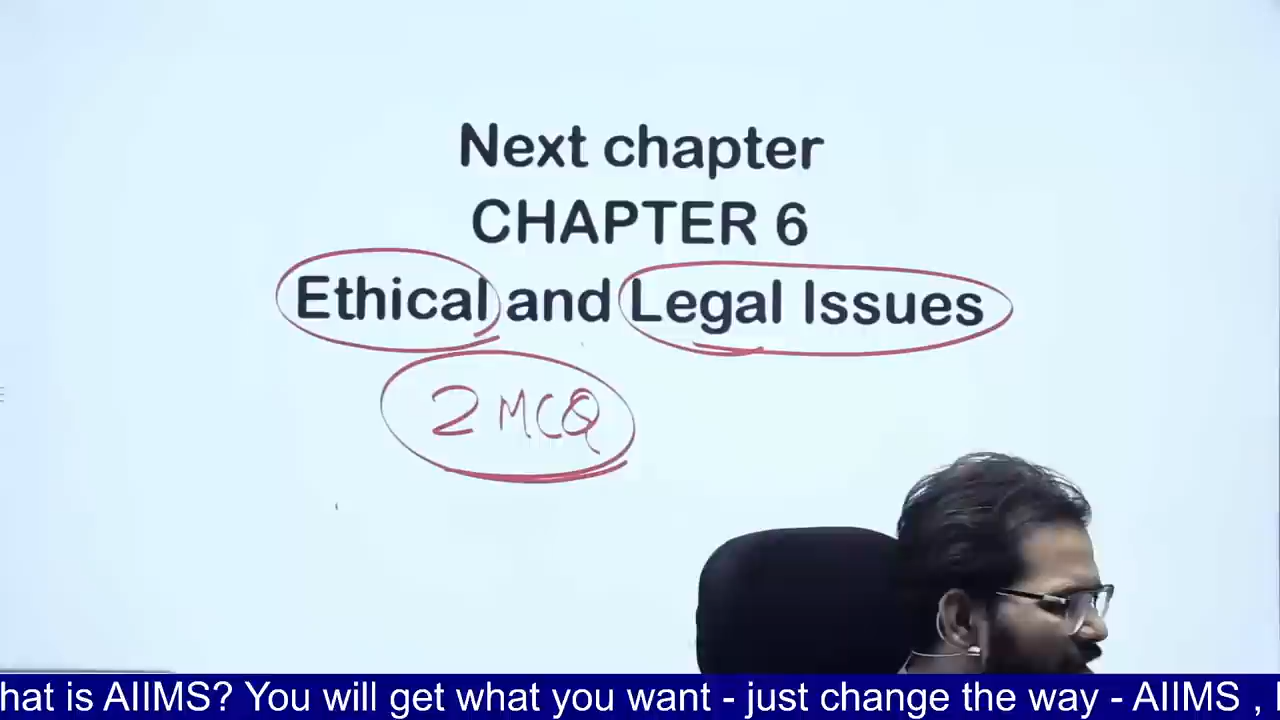 Next chapter
CHAPTER 6
Ethical and Legal Issues
2 MCQ
hat is AIIMS? You will get what you want - just change the way - AIIMS ,